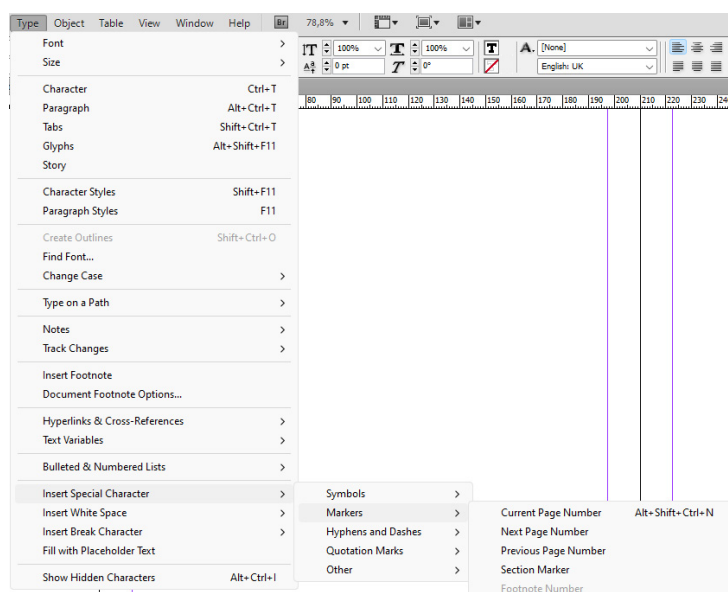 Type Object Table View Window Help Br 78,8%
Font
Size
Character Ctrl+T
Paragraph Alt+Ctrl+T
Tabs Shift+Ctrl+T
Glyphs Alt+Shift+F11
Story
Character Styles Shift+F11
Paragraph Styles F11
Create Outlines Shift+Ctrl+O
Find Font...
Change Case
Type on a Path
Notes
Track Changes
Insert Footnote
Document Footnote Options...
Hyperlinks & Cross-References
Text Variables
Bulleted & Numbered Lists
Insert Special Character
Insert White Space
Insert Break Character
Fill with Placeholder Text
Show Hidden Characters Alt+Ctrl+I
100% 100% [None]
0 pt 0° English: UK
80 90 100 110 120 130 140 150 160 170 180 190 200 210 220 230
Symbols
Markers
Hyphens and Dashes
Quotation Marks
Other
Current Page Number Alt+Shift+Ctrl+N
Next Page Number
Previous Page Number
Section Marker
Footnote Number